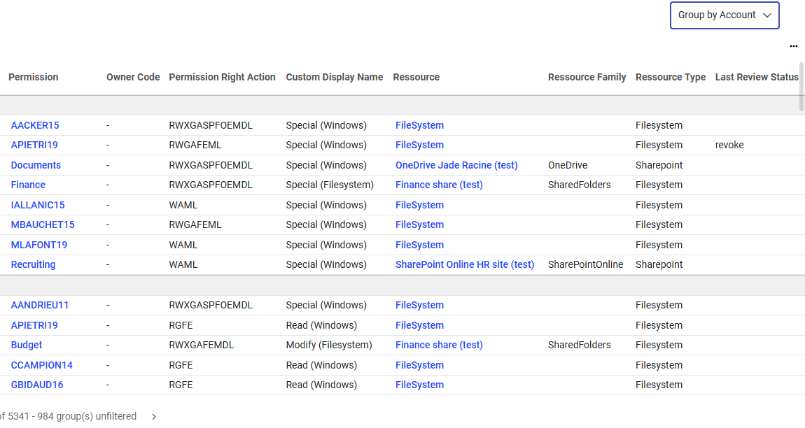 Group by Account
...
Permission Owner Code Permission Right Action Custom Display Name Ressource Ressource Family Ressource Type Last Review Status
AACKER15 - RWXGASPFOEMDL Special (Windows) FileSystem Filesystem
APIETRI19 - RWGAFEML Special (Windows) FileSystem Filesystem revoke
Documents - RWXGASPFOEMDL Special (Windows) OneDrive Jade Racine (test) OneDrive Sharepoint
Finance - RWXGASPFOEMDL Special (Filesystem) Finance share (test) SharedFolders Filesystem
IALLANIC15 - WAML Special (Windows) FileSystem Filesystem
MBAUCHET15 - RWGAFEML Special (Windows) FileSystem Filesystem
MLAFONT19 - WAML Special (Windows) FileSystem Filesystem
Recruiting - WAML Special (Windows) SharePoint Online HR site (test) SharePointOnline Sharepoint
AANDRIEU11 - RWXGASPFOEMDL Special (Windows) FileSystem Filesystem
APIETRI19 - RGFE Read (Windows) FileSystem Filesystem
Budget - RWXGAFEMDL Modify (Filesystem) Finance share (test) SharedFolders Filesystem
CCAMPION14 - RGFE Read (Windows) FileSystem Filesystem
GBIDAUD16 - RGFE Read (Windows) FileSystem Filesystem
of 5341 - 984 group(s) unfiltered >